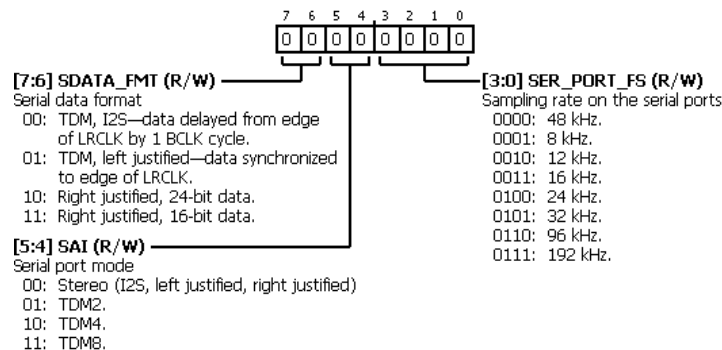 7 6 5 4 3 2 1 0
0 0 0 0 0 0 0 0
[7:6] SDATA_FMT (R/W)
Serial data format
00: TDM, I2S—data delayed from edge
of LRCLK by 1 BCLK cycle.
01: TDM, left justified—data synchronized
to edge of LRCLK.
10: Right justified, 24-bit data.
11: Right justified, 16-bit data.
[5:4] SAI (R/W)
Serial port mode
00: Stereo (I2S, left justified, right justified)
01: TDM2.
10: TDM4.
11: TDM8.
[3:0] SER_PORT_FS (R/W)
Sampling rate on the serial ports
0000: 48 kHz.
0001: 8 kHz.
0010: 12 kHz.
0011: 16 kHz.
0100: 24 kHz.
0101: 32 kHz.
0110: 96 kHz.
0111: 192 kHz.